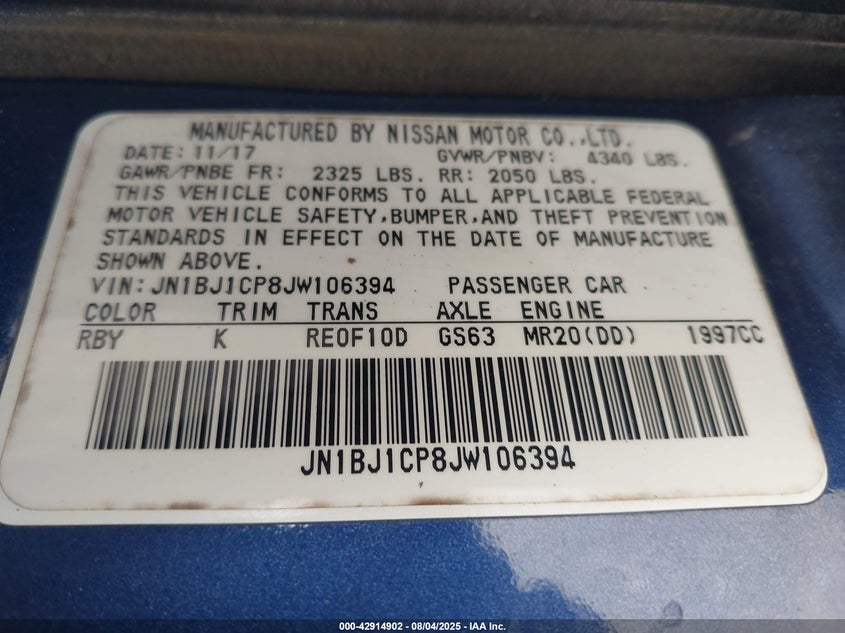 MANUFACTURED BY NISSAN MOTOR CO.,LTD.
DATE: 11/17 GVWR/PNBV: 4340 LBS.
GAWR/PNBE FR: 2325 LBS. RR: 2050 LBS.
THIS VEHICLE CONFORMS TO ALL APPLICABLE FEDERAL
MOTOR VEHICLE SAFETY,BUMPER,AND THEFT PREVENTION
STANDARDS IN EFFECT ON THE DATE OF MANUFACTURE
SHOWN ABOVE.
VIN: JN1BJ1CP8JW106394 PASSENGER CAR
COLOR TRIM TRANS AXLE ENGINE
RBY K RE0F10D GS63 MR20(DD) 1997CC
JN1BJ1CP8JW106394
000-42914902 - 08/04/2025 - IAA Inc.